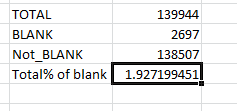 TOTAL 139944
BLANK 2697
Not_BLANK 138507
Total% of blank 1.927199451